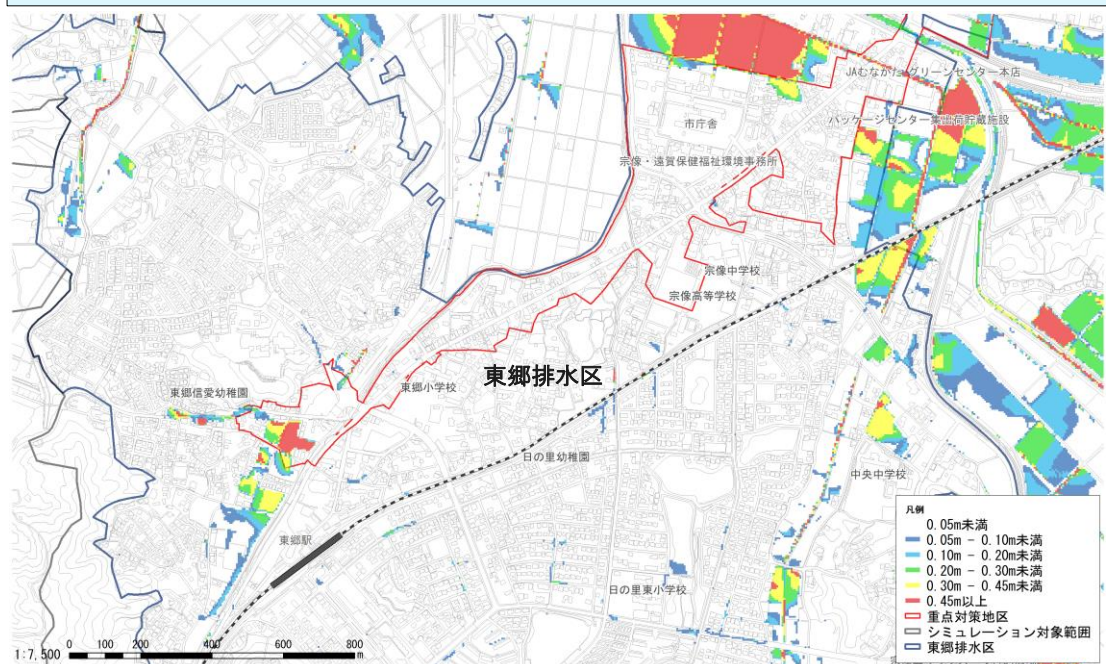 JAむなかた グリーンセンター本店
市庁舎
パッケージセンター集出荷貯蔵施設
宗像・遠賀保健福祉環境事務所
宗像中学校
宗像高等学校
東郷排水区
東郷信愛幼稚園
東郷小学校
日の里幼稚園
中央中学校
東郷駅
日の里東小学校
凡例
0.05m未満
0.05m - 0.10m未満
0.10m - 0.20m未満
0.20m - 0.30m未満
0.30m - 0.45m未満
0.45m以上
重点対策地区
シミュレーション対象範囲
東郷排水区
1:7,500 0 100 200 400 600 800
m